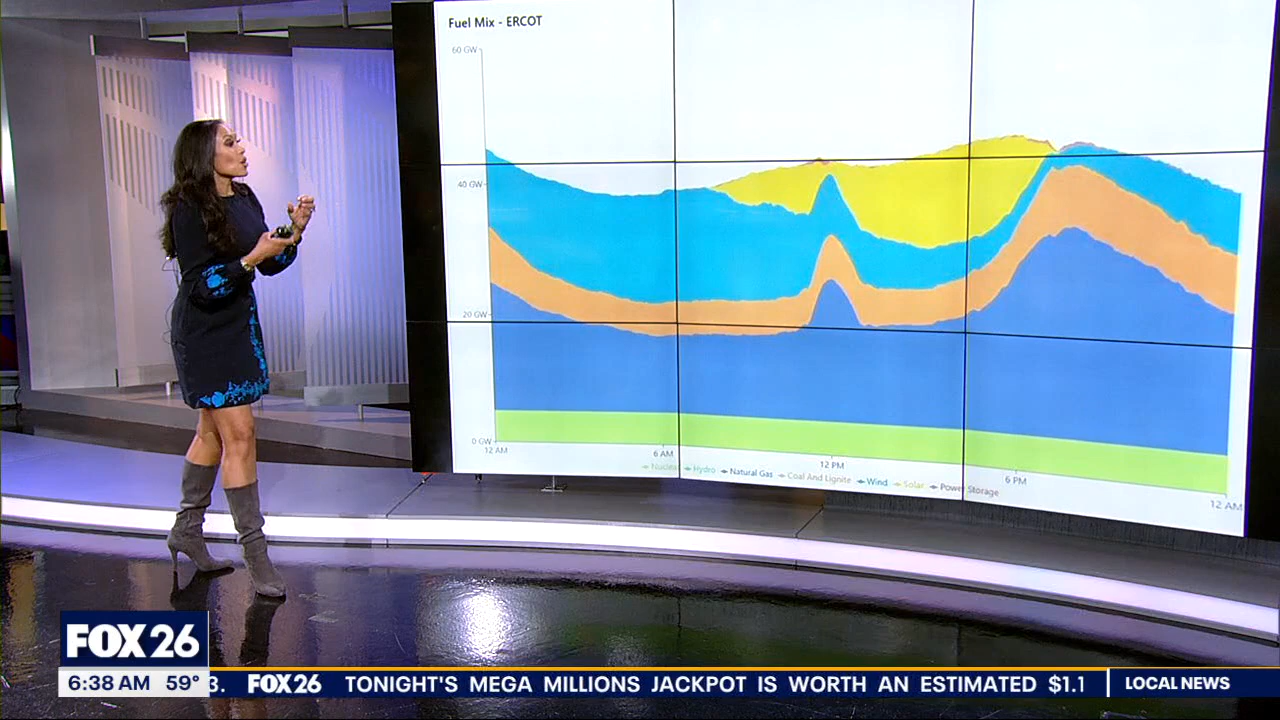 Fuel Mix - ERCOT
60 GW
40 GW
20 GW
0 GW
12 AM
6 AM
12 PM
6 PM
12 AM
Hydro
Natural Gas
Coal And Lignite
Wind
Solar
Power Storage
FOX 26
6:38 AM 59° 3. FOX 26 TONIGHT'S MEGA MILLIONS JACKPOT IS WORTH AN ESTIMATED $1.1 LOCAL NEWS